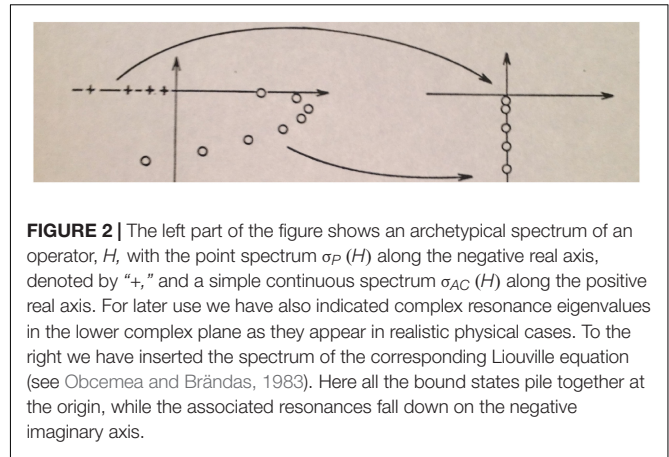 FIGURE 2 | The left part of the figure shows an archetypical spectrum of an
operator, H, with the point spectrum σP (H) along the negative real axis,
denoted by “+,” and a simple continuous spectrum σAC (H) along the positive
real axis. For later use we have also indicated complex resonance eigenvalues
in the lower complex plane as they appear in realistic physical cases. To the
right we have inserted the spectrum of the corresponding Liouville equation
(see Obcemea and Brändas, 1983). Here all the bound states pile together at
the origin, while the associated resonances fall down on the negative
imaginary axis.